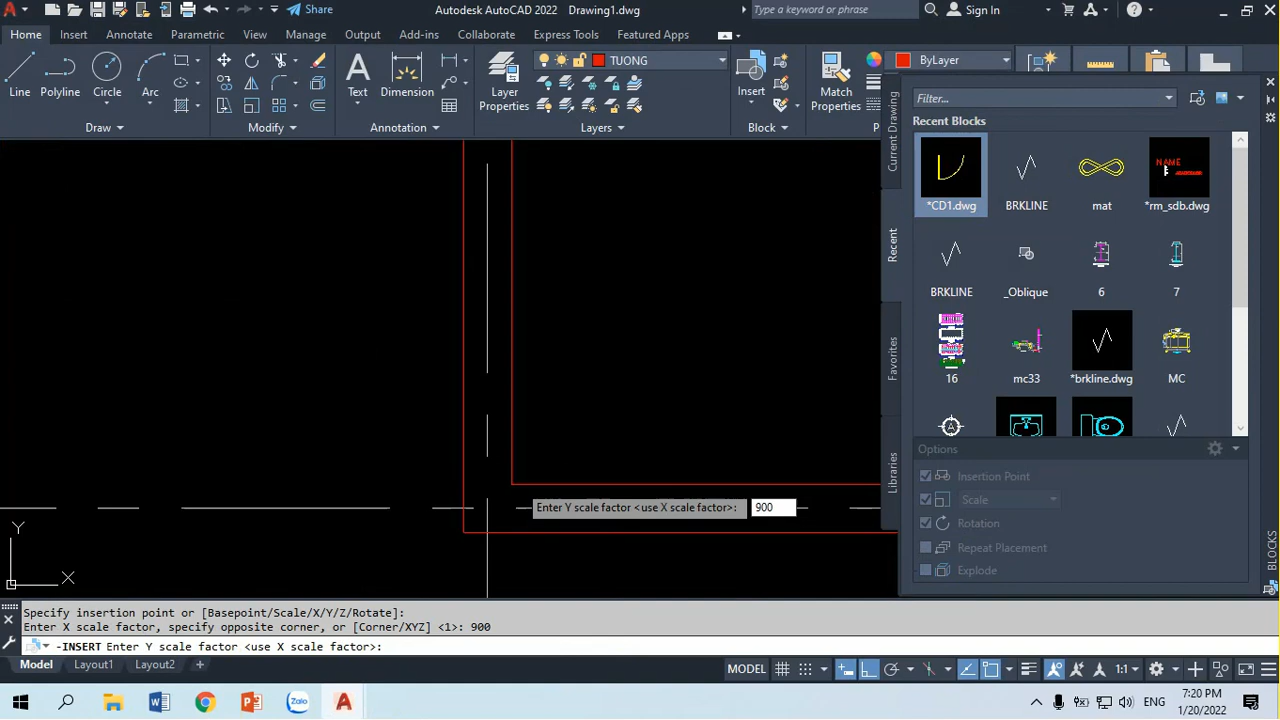 Share
Autodesk AutoCAD 2022 Drawing1.dwg
Type a keyword or phrase
Sign In
Home Insert Annotate Parametric View Manage Output Add-ins Collaborate Express Tools Featured Apps
Line Polyline Circle Arc
Text Dimension
Layer Properties
TUONG
Insert
Match Properties
ByLayer
Draw Modify Annotation Layers Block
Filter...
Recent Blocks
*CD1.dwg BRKLINE mat *rm_sdb.dwg
BRKLINE _Oblique 6 7
16 mc33 *brkline.dwg MC
Current Drawing
Recent
Favorites
Libraries
Options
Insertion Point
Scale
Rotation
Repeat Placement
Explode
BLOCKS
Enter Y scale factor <use X scale factor>: 900
Y
X
Specify insertion point or [Basepoint/Scale/X/Y/Z/Rotate]:
Enter X scale factor, specify opposite corner, or [Corner/XYZ] <1>: 900
-INSERT Enter Y scale factor <use X scale factor>:
Model Layout1 Layout2 +
MODEL 1:1
ENG 7:20 PM
1/20/2022